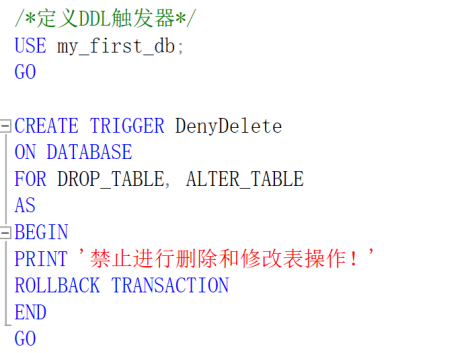 /*定义DDL触发器*/
USE my_first_db;
GO
CREATE TRIGGER DenyDelete
ON DATABASE
FOR DROP_TABLE, ALTER_TABLE
AS
BEGIN
PRINT '禁止进行删除和修改表操作！'
ROLLBACK TRANSACTION
END
GO